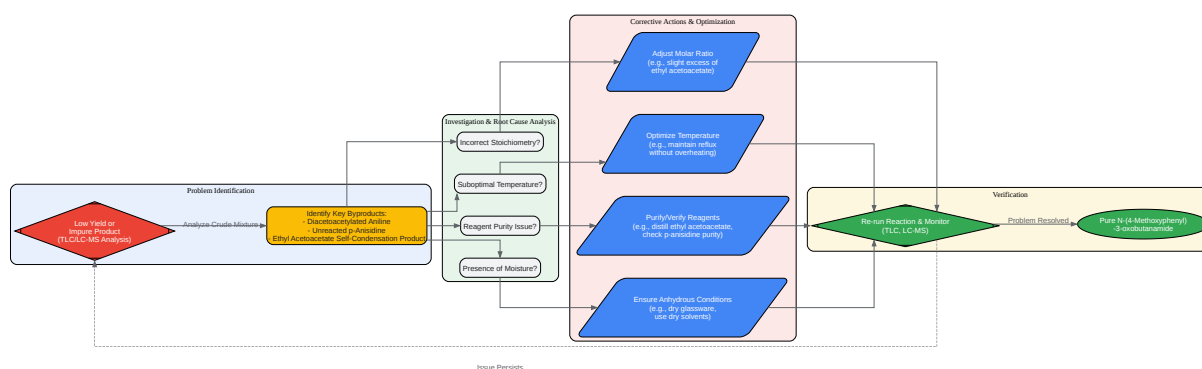 Problem Identification
Low Yield or
Impure Product
(TLC/LC-MS Analysis)
Analyze Crude Mixture
Identify Key Byproducts:
- Diacetoacetylated Aniline
- Unreacted p-Anisidine
Ethyl Acetoacetate Self-Condensation Product
Investigation & Root Cause Analysis
Incorrect Stoichiometry?
Suboptimal Temperature?
Reagent Purity Issue?
Presence of Moisture?
Corrective Actions & Optimization
Adjust Molar Ratio
(e.g., slight excess of
ethyl acetoacetate)
Optimize Temperature
(e.g., maintain reflux
without overheating)
Purify/Verify Reagents
(e.g., distill ethyl acetoacetate,
check p-anisidine purity)
Ensure Anhydrous Conditions
(e.g., dry glassware,
use dry solvents)
Verification
Re-run Reaction & Monitor
(TLC, LC-MS)
Problem Resolved
Pure N-(4-Methoxyphenyl)
-3-oxobutanamide
Issue Persists